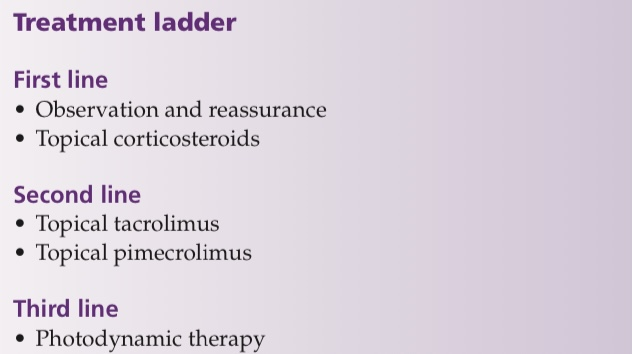 Treatment ladder
First line
• Observation and reassurance
• Topical corticosteroids
Second line
• Topical tacrolimus
• Topical pimecrolimus
Third line
• Photodynamic therapy